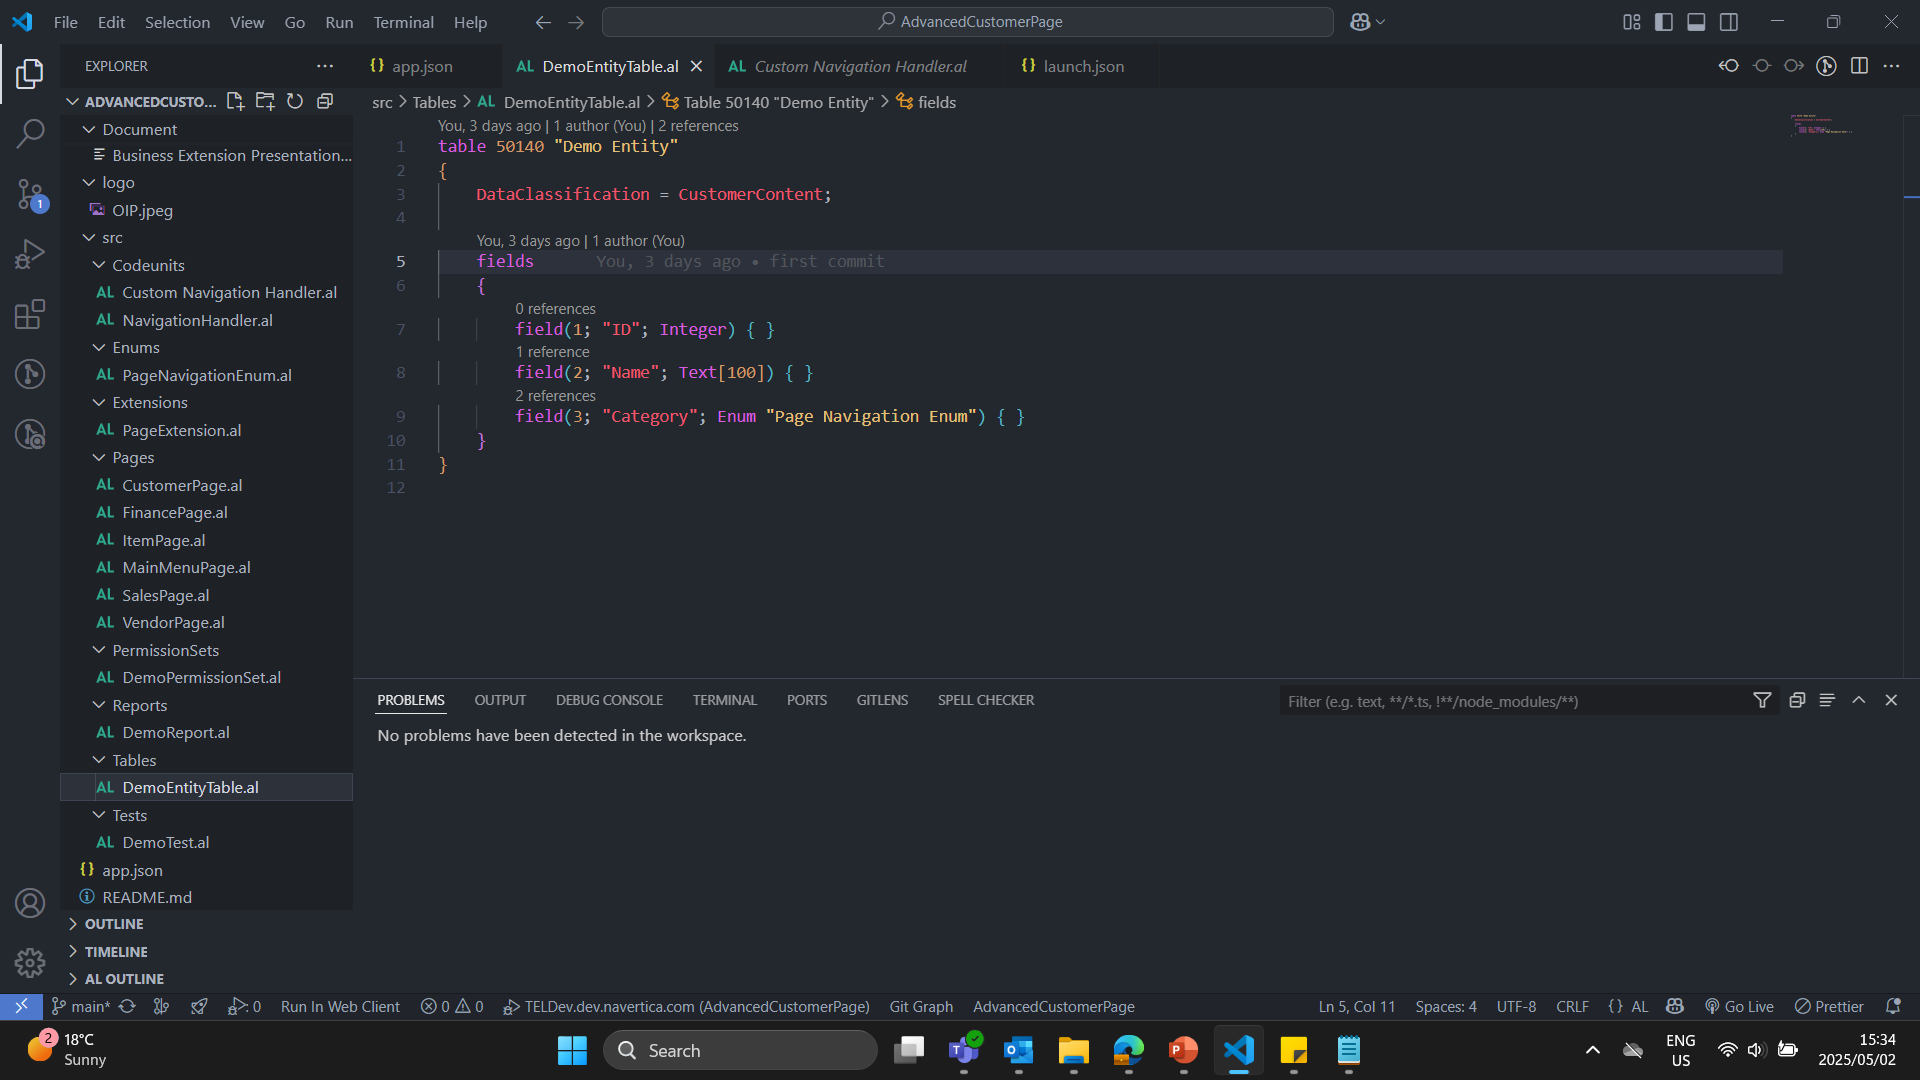 File Edit Selection View Go Run Terminal Help
AdvancedCustomerPage
EXPLORER
ADVANCEDCUSTO...
Document
Business Extension Presentation...
logo
OIP.jpeg
src
Codeunits
AL Custom Navigation Handler.al
AL NavigationHandler.al
Enums
AL PageNavigationEnum.al
Extensions
AL PageExtension.al
Pages
AL CustomerPage.al
AL FinancePage.al
AL ItemPage.al
AL MainMenuPage.al
AL SalesPage.al
AL VendorPage.al
PermissionSets
AL DemoPermissionSet.al
Reports
AL DemoReport.al
Tables
AL DemoEntityTable.al
Tests
AL DemoTest.al
{} app.json
README.md
OUTLINE
TIMELINE
AL OUTLINE
1
{} app.json
AL DemoEntityTable.al
AL Custom Navigation Handler.al
{} launch.json
src > Tables > AL DemoEntityTable.al > Table 50140 "Demo Entity" > fields
You, 3 days ago | 1 author (You) | 2 references
1 table 50140 "Demo Entity"
2 {
3 DataClassification = CustomerContent;
4
You, 3 days ago | 1 author (You)
5 fields You, 3 days ago • first commit
6 {
0 references
7 field(1; "ID"; Integer) { }
1 reference
8 field(2; "Name"; Text[100]) { }
2 references
9 field(3; "Category"; Enum "Page Navigation Enum") { }
10 }
11 }
12
PROBLEMS OUTPUT DEBUG CONSOLE TERMINAL PORTS GITLENS SPELL CHECKER
Filter (e.g. text, **/*.ts, !**/node_modules/**)
No problems have been detected in the workspace.
main* : 0 Run In Web Client 0 0 TELDev.dev.navertica.com (AdvancedCustomerPage) Git Graph AdvancedCustomerPage Ln 5, Col 11 Spaces: 4 UTF-8 CRLF {} AL Go Live Prettier
2 18°C
Sunny
Search
ENG
US
15:34
2025/05/02